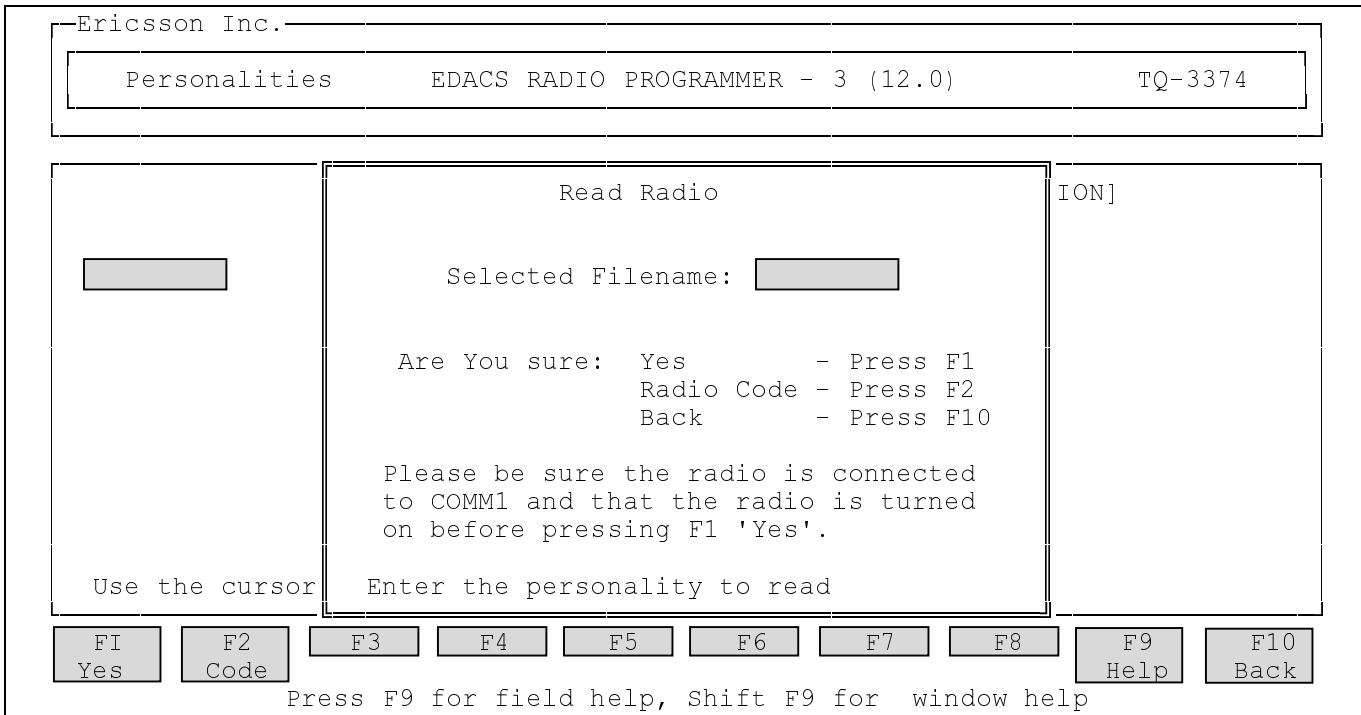 Ericsson Inc.
Personalities EDACS RADIO PROGRAMMER - 3 (12.0) TQ-3374
Read Radio ION]
Selected Filename:
Are You sure: Yes - Press F1
Radio Code - Press F2
Back - Press F10
Please be sure the radio is connected
to COMM1 and that the radio is turned
on before pressing F1 'Yes'.
Use the cursor Enter the personality to read
FI F2 F3 F4 F5 F6 F7 F8 F9 F10
Yes Code Help Back
Press F9 for field help, Shift F9 for window help